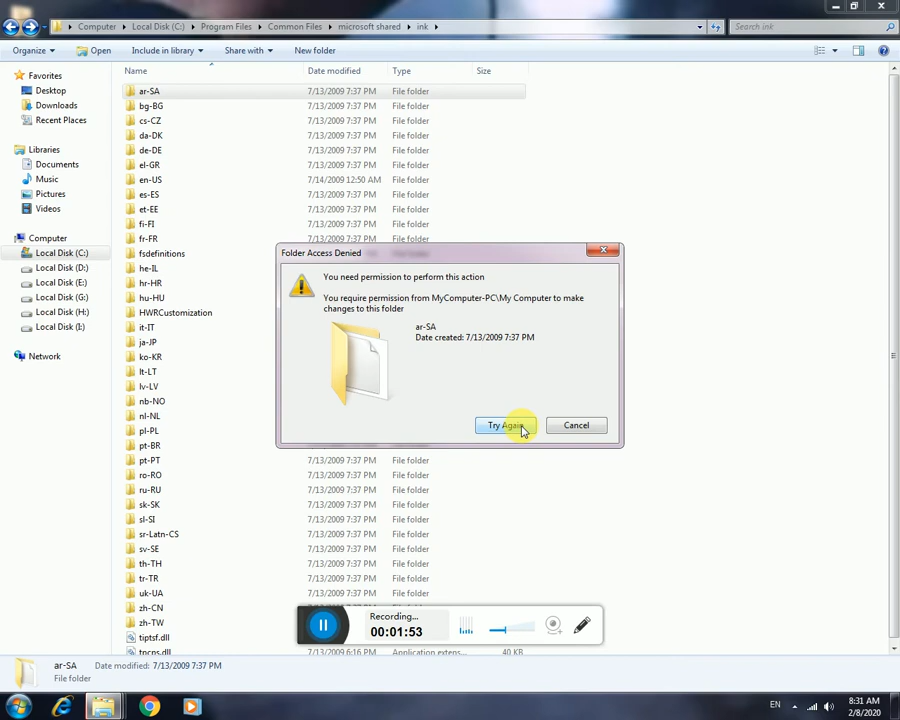 Computer Local Disk (C:) Program Files Common Files microsoft shared ink
Search ink
Organize Open Include in library Share with New folder
Name Date modified Type Size
Favorites
Desktop
Downloads
Recent Places
Libraries
Documents
Music
Pictures
Videos
Computer
Local Disk (C:)
Local Disk (D:)
Local Disk (E:)
Local Disk (G:)
Local Disk (H:)
Local Disk (I:)
Network
ar-SA 7/13/2009 7:37 PM File folder
bg-BG 7/13/2009 7:37 PM File folder
cs-CZ 7/13/2009 7:37 PM File folder
da-DK 7/13/2009 7:37 PM File folder
de-DE 7/13/2009 7:37 PM File folder
el-GR 7/13/2009 7:37 PM File folder
en-US 7/14/2009 12:50 AM File folder
es-ES 7/13/2009 7:37 PM File folder
et-EE 7/13/2009 7:37 PM File folder
fi-FI 7/13/2009 7:37 PM File folder
fr-FR 7/13/2009 7:37 PM File folder
fsdefinitions
he-IL
hr-HR
hu-HU
HWRCustomization
it-IT
ja-JP
ko-KR
lt-LT
lv-LV
nb-NO
nl-NL
pl-PL
pt-BR
pt-PT 7/13/2009 7:37 PM File folder
ro-RO 7/13/2009 7:37 PM File folder
ru-RU 7/13/2009 7:37 PM File folder
sk-SK 7/13/2009 7:37 PM File folder
sl-SI 7/13/2009 7:37 PM File folder
sr-Latn-CS 7/13/2009 7:37 PM File folder
sv-SE 7/13/2009 7:37 PM File folder
th-TH 7/13/2009 7:37 PM File folder
tr-TR 7/13/2009 7:37 PM File folder
uk-UA 7/13/2009 7:37 PM File folder
zh-CN
zh-TW
tiptsf.dll
tpcps.dll 7/13/2009 6:16 PM Application extens... 40 KB
Folder Access Denied
You need permission to perform this action
You require permission from MyComputer-PC\My Computer to make
changes to this folder
ar-SA
Date created: 7/13/2009 7:37 PM
Try Again Cancel
Recording...
00:01:53
ar-SA Date modified: 7/13/2009 7:37 PM
File folder
EN
8:31 AM
2/8/2020